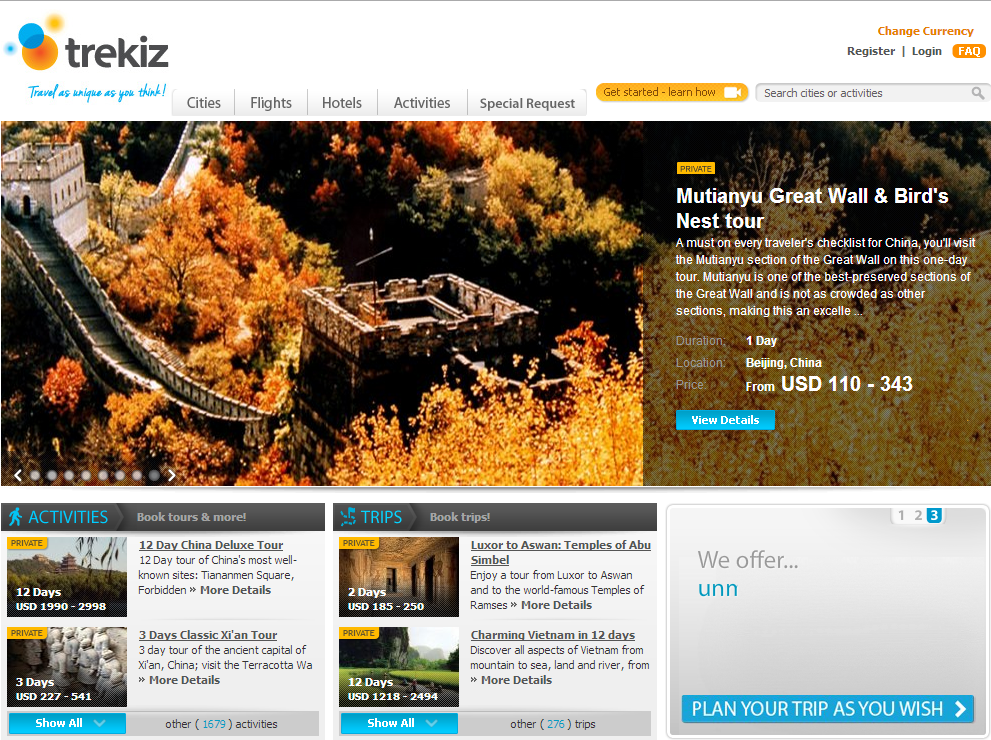 trekiz
Travel as unique as you think!
Change Currency
Register | Login FAQ
Cities Flights Hotels Activities Special Request
Get started - learn how
Search cities or activities
PRIVATE
Mutianyu Great Wall & Bird's
Nest tour
A must on every traveler's checklist for China, you'll visit
the Mutianyu section of the Great Wall on this one-day
tour. Mutianyu is one of the best-preserved sections of
the Great Wall and is not as crowded as other
sections, making this an excelle ...
Duration: 1 Day
Location: Beijing, China
Price: From USD 110 - 343
View Details
ACTIVITIES Book tours & more!
PRIVATE
12 Days
USD 1990 - 2998
12 Day China Deluxe Tour
12 Day tour of China's most well-
known sites: Tiananmen Square,
Forbidden » More Details
PRIVATE
3 Days
USD 227 - 541
3 Days Classic Xi'an Tour
3 day tour of the ancient capital of
Xi'an, China; visit the Terracotta Wa
» More Details
Show All other ( 1679 ) activities
TRIPS Book trips!
PRIVATE
2 Days
USD 185 - 250
Luxor to Aswan: Temples of Abu
Simbel
Enjoy a tour from Luxor to Aswan
and to the world-famous Temples of
Ramses » More Details
PRIVATE
12 Days
USD 1218 - 2494
Charming Vietnam in 12 days
Discover all aspects of Vietnam from
mountain to sea, land and river, from
» More Details
Show All other ( 276 ) trips
1 2 3
We offer...
unn
PLAN YOUR TRIP AS YOU WISH